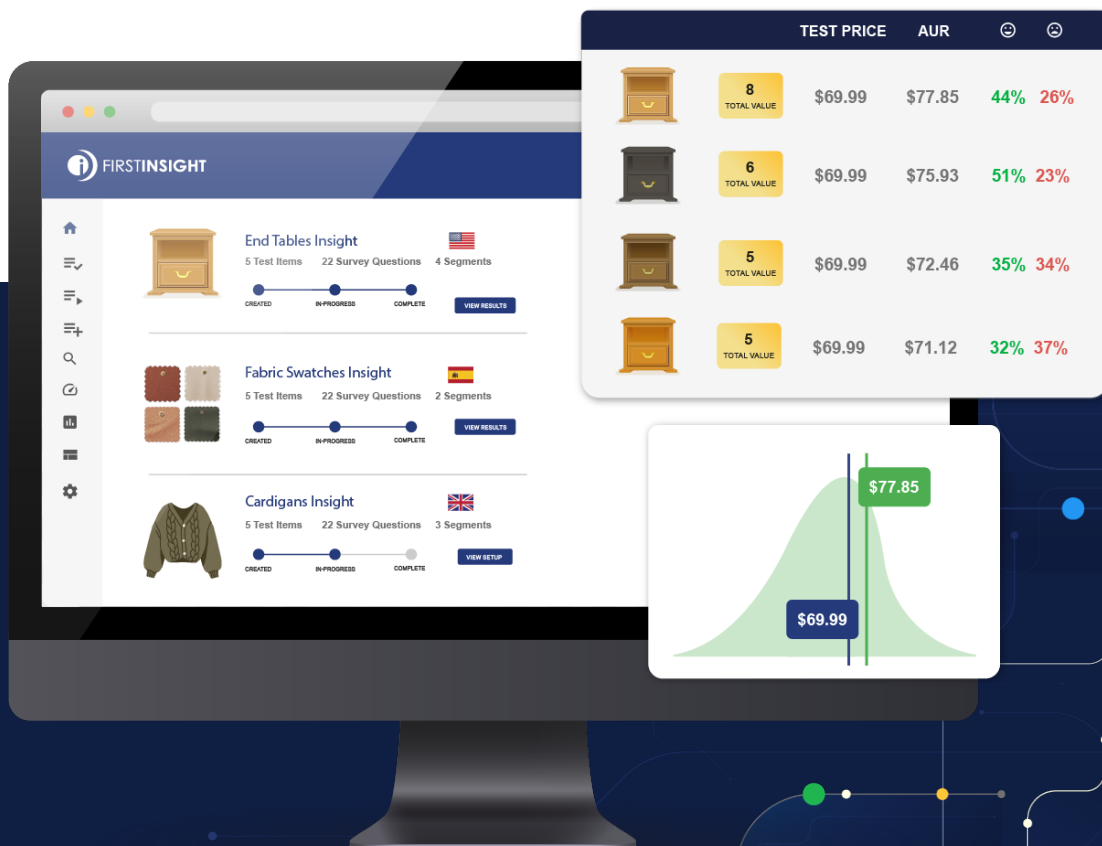 TEST PRICE AUR
8
TOTAL VALUE
$69.99 $77.85 44% 26%
6
TOTAL VALUE
$69.99 $75.93 51% 23%
5
TOTAL VALUE
$69.99 $72.46 35% 34%
5
TOTAL VALUE
$69.99 $71.12 32% 37%
FIRSTINSIGHT
End Tables Insight
5 Test Items 22 Survey Questions 4 Segments
CREATED IN-PROGRESS COMPLETE
VIEW RESULTS
Fabric Swatches Insight
5 Test Items 22 Survey Questions 2 Segments
CREATED IN-PROGRESS COMPLETE
VIEW RESULTS
Cardigans Insight
5 Test Items 22 Survey Questions 3 Segments
CREATED IN-PROGRESS COMPLETE
VIEW SETUP
$77.85
$69.99